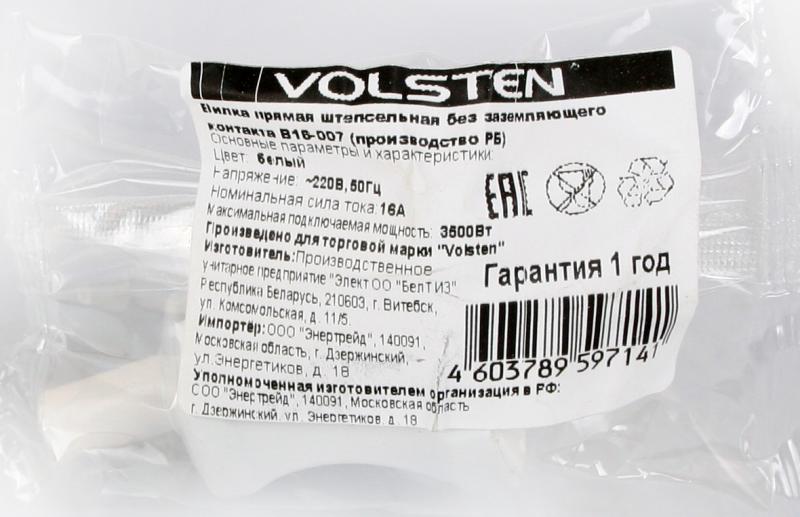 VOLSTEN
Вилка прямая штепсельная без заземляющего
контакта В16-007 (производство РБ)
Основные параметры и характеристики:
Цвет: белый
Напряжение: ~220В, 50Гц
Номинальная сила тока: 16А
Максимальная подключаемая мощность: 3500Вт
Произведено для торговой марки "Volsten"
Изготовитель: Производственное
унитарное предприятие "Элект ОО "БелТИЗ"
Республика Беларусь, 210603, г. Витебск,
ул. Комсомольская, д. 11/5.
Импортёр: ООО "Энертрейд", 140091,
Московская область, г. Дзержинский,
ул. Энергетиков, д. 18
Уполномоченная изготовителем организация в РФ:
ООО "Энертрейд", 140091, Московская область
г. Дзержинский, ул. Энергетиков, д. 18
EAC
Гарантия 1 год
4 603789 597141